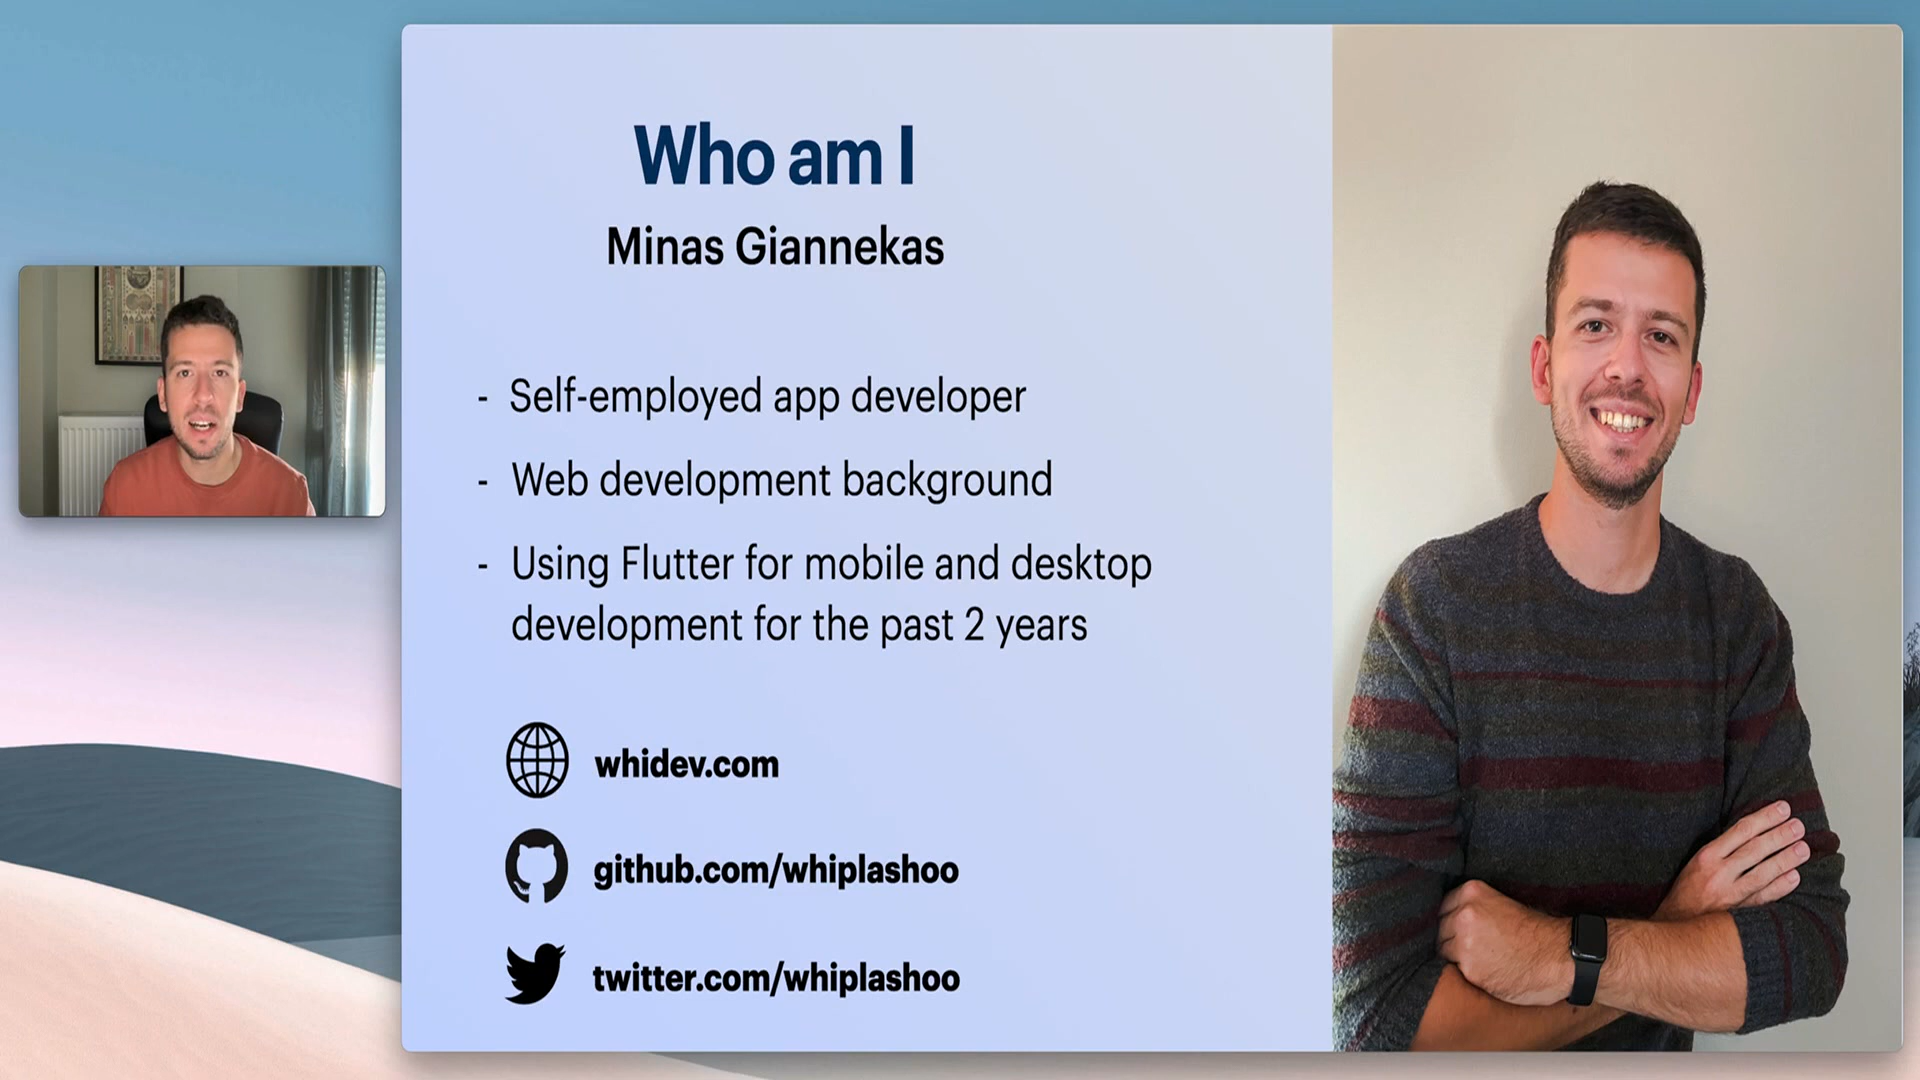 Who am I
Minas Giannekas
- Self-employed app developer
- Web development background
- Using Flutter for mobile and desktop
development for the past 2 years
whidev.com
github.com/whiplashoo
twitter.com/whiplashoo